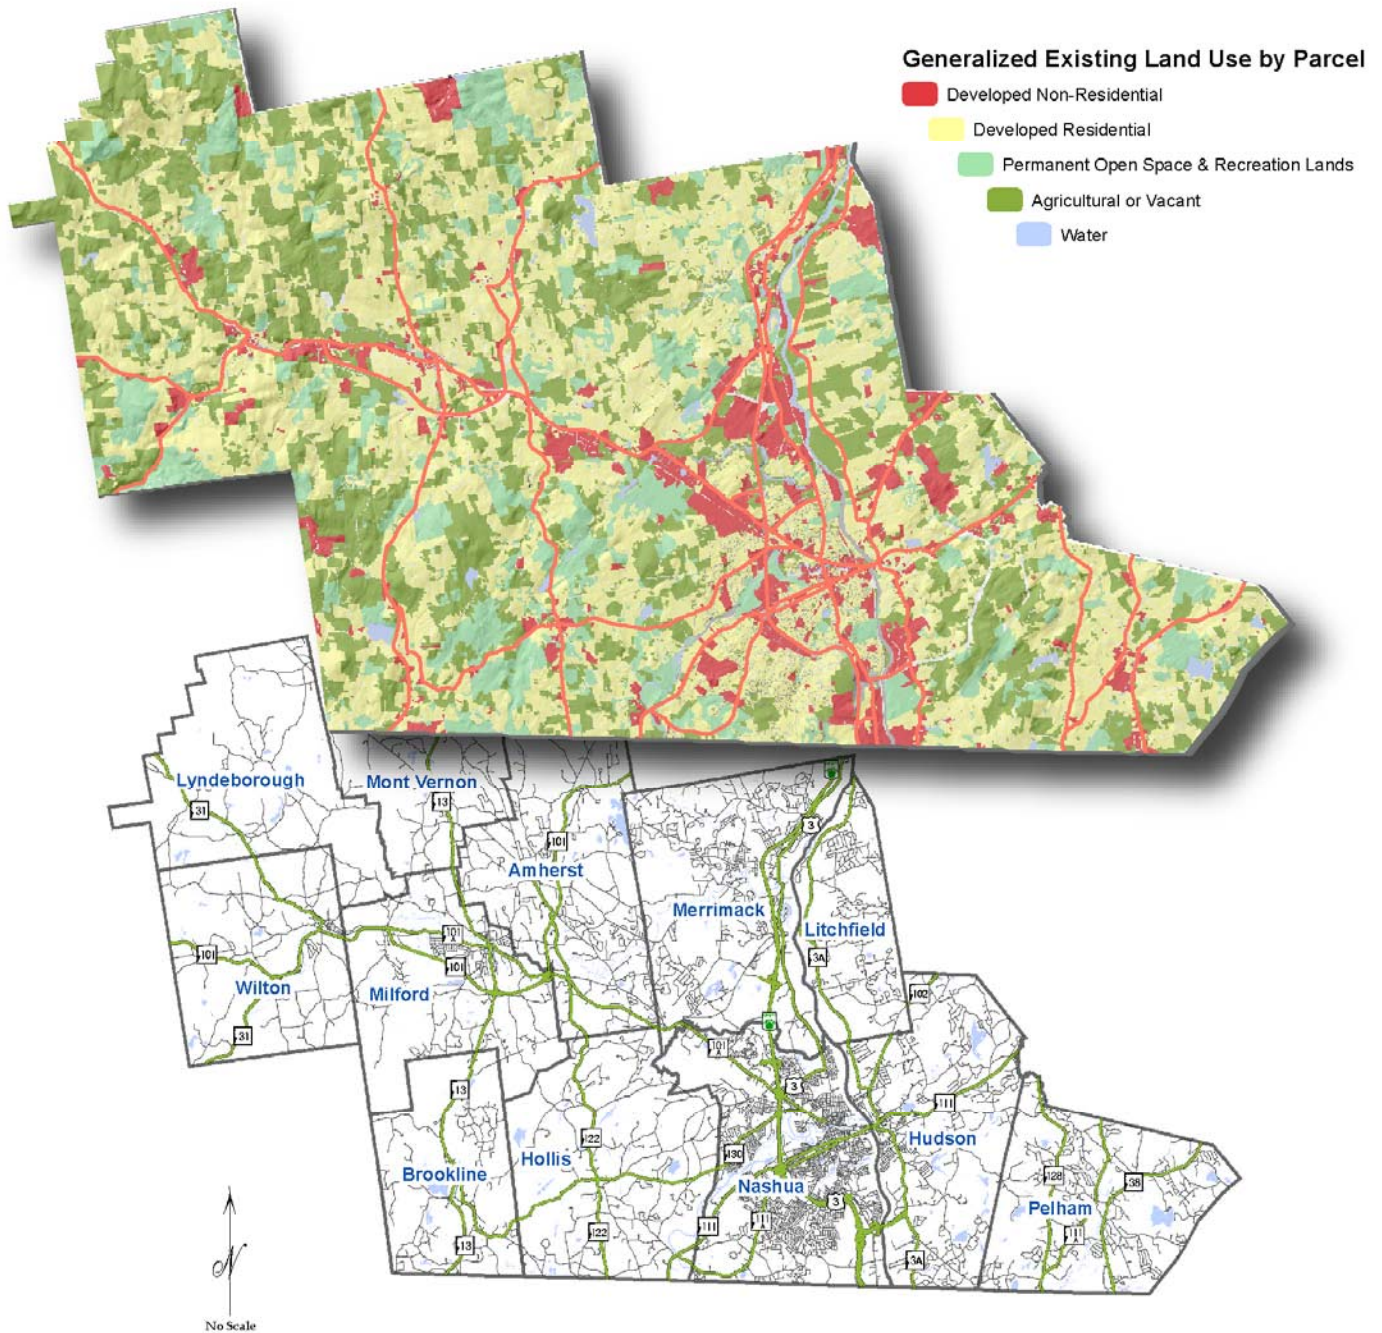 Generalized Existing Land Use by Parcel
Developed Non-Residential
Developed Residential
Permanent Open Space & Recreation Lands
Agricultural or Vacant
Water
Lyndeborough
Mont Vernon
31
13
3
101
Amherst
Merrimack
Litchfield
101
A
101
101
3A
Wilton
Milford
102
31
101
A
13
3
111
122
Hudson
130
Hollis
Brookline
128
38
Nashua
3
Pelham
111
111
A
122
111
A
13
3A
N
No Scale